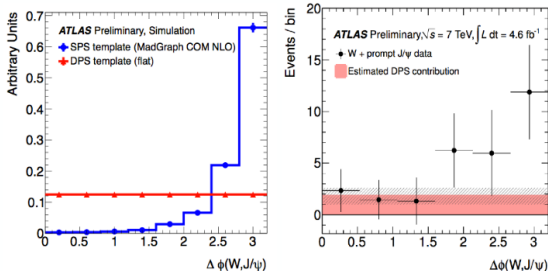 Arbitrary Units
0.7
0.6
0.5
0.4
0.3
0.2
0.1
0
ATLAS Preliminary, Simulation
SPS template (MadGraph COM NLO)
DPS template (flat)
0 0.5 1 1.5 2 2.5 3
Δ ϕ(W,J/ψ)
Events / bin
20
15
10
5
0
ATLAS Preliminary,√s = 7 TeV,∫L dt = 4.6 fb⁻¹
W + prompt J/ψ data
Estimated DPS contribution
0 0.5 1 1.5 2 2.5 3
Δϕ(W,J/ψ)